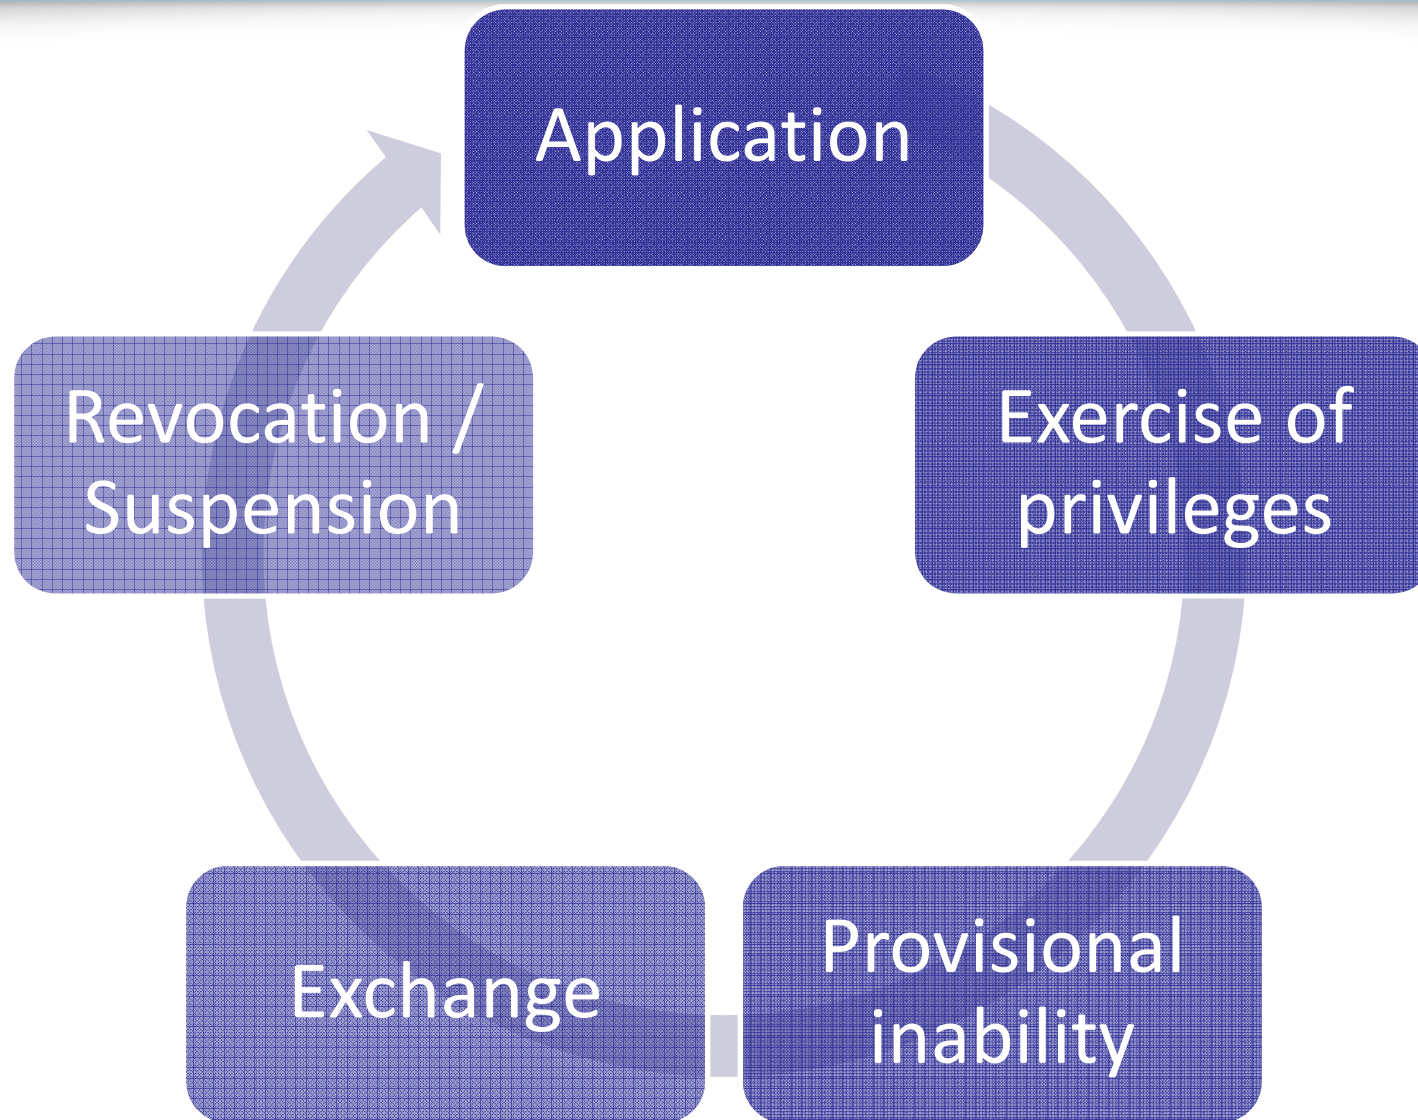 Application
Exercise of
privileges
Provisional
inability
Exchange
Revocation /
Suspension